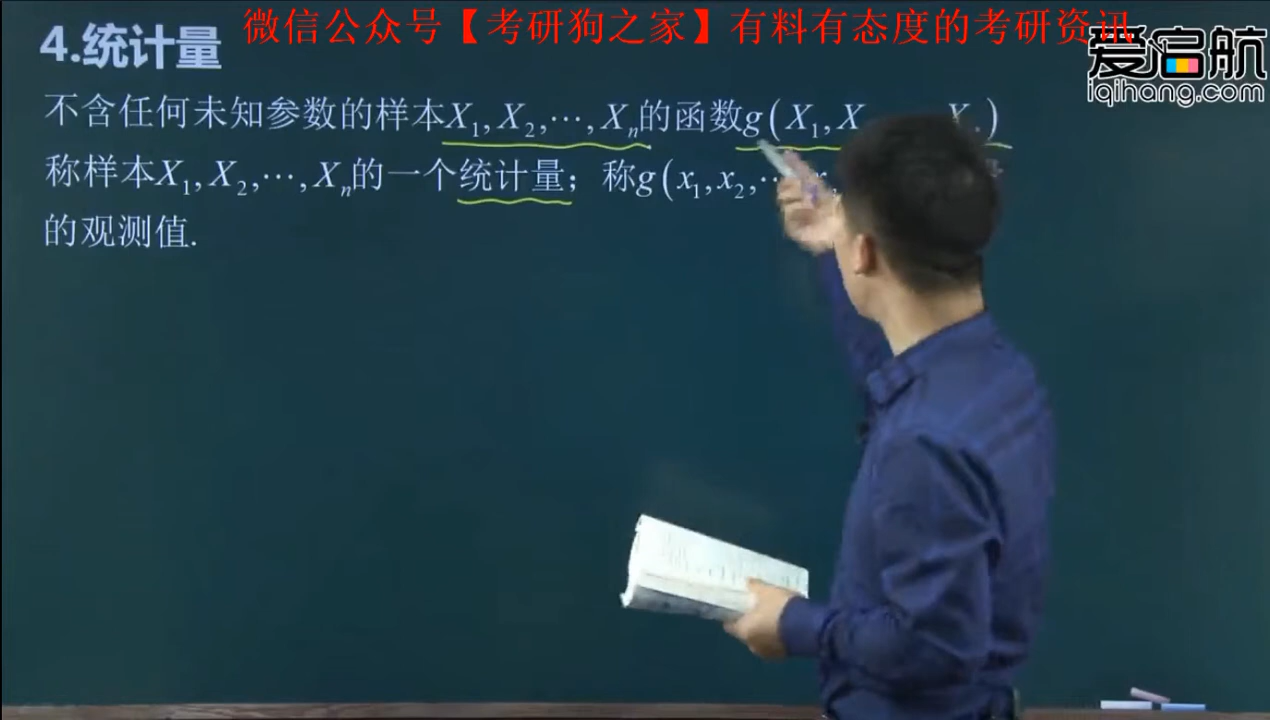 微信公众号【考研狗之家】有料有态度的考研资讯
爱启航
iqihang.com
4.统计量
不含任何未知参数的样本X₁,X₂,⋯,Xₙ的函数g(X₁,X )
称样本X₁,X₂,⋯,Xₙ的一个统计量；称g(x₁,x₂,⋯
的观测值.